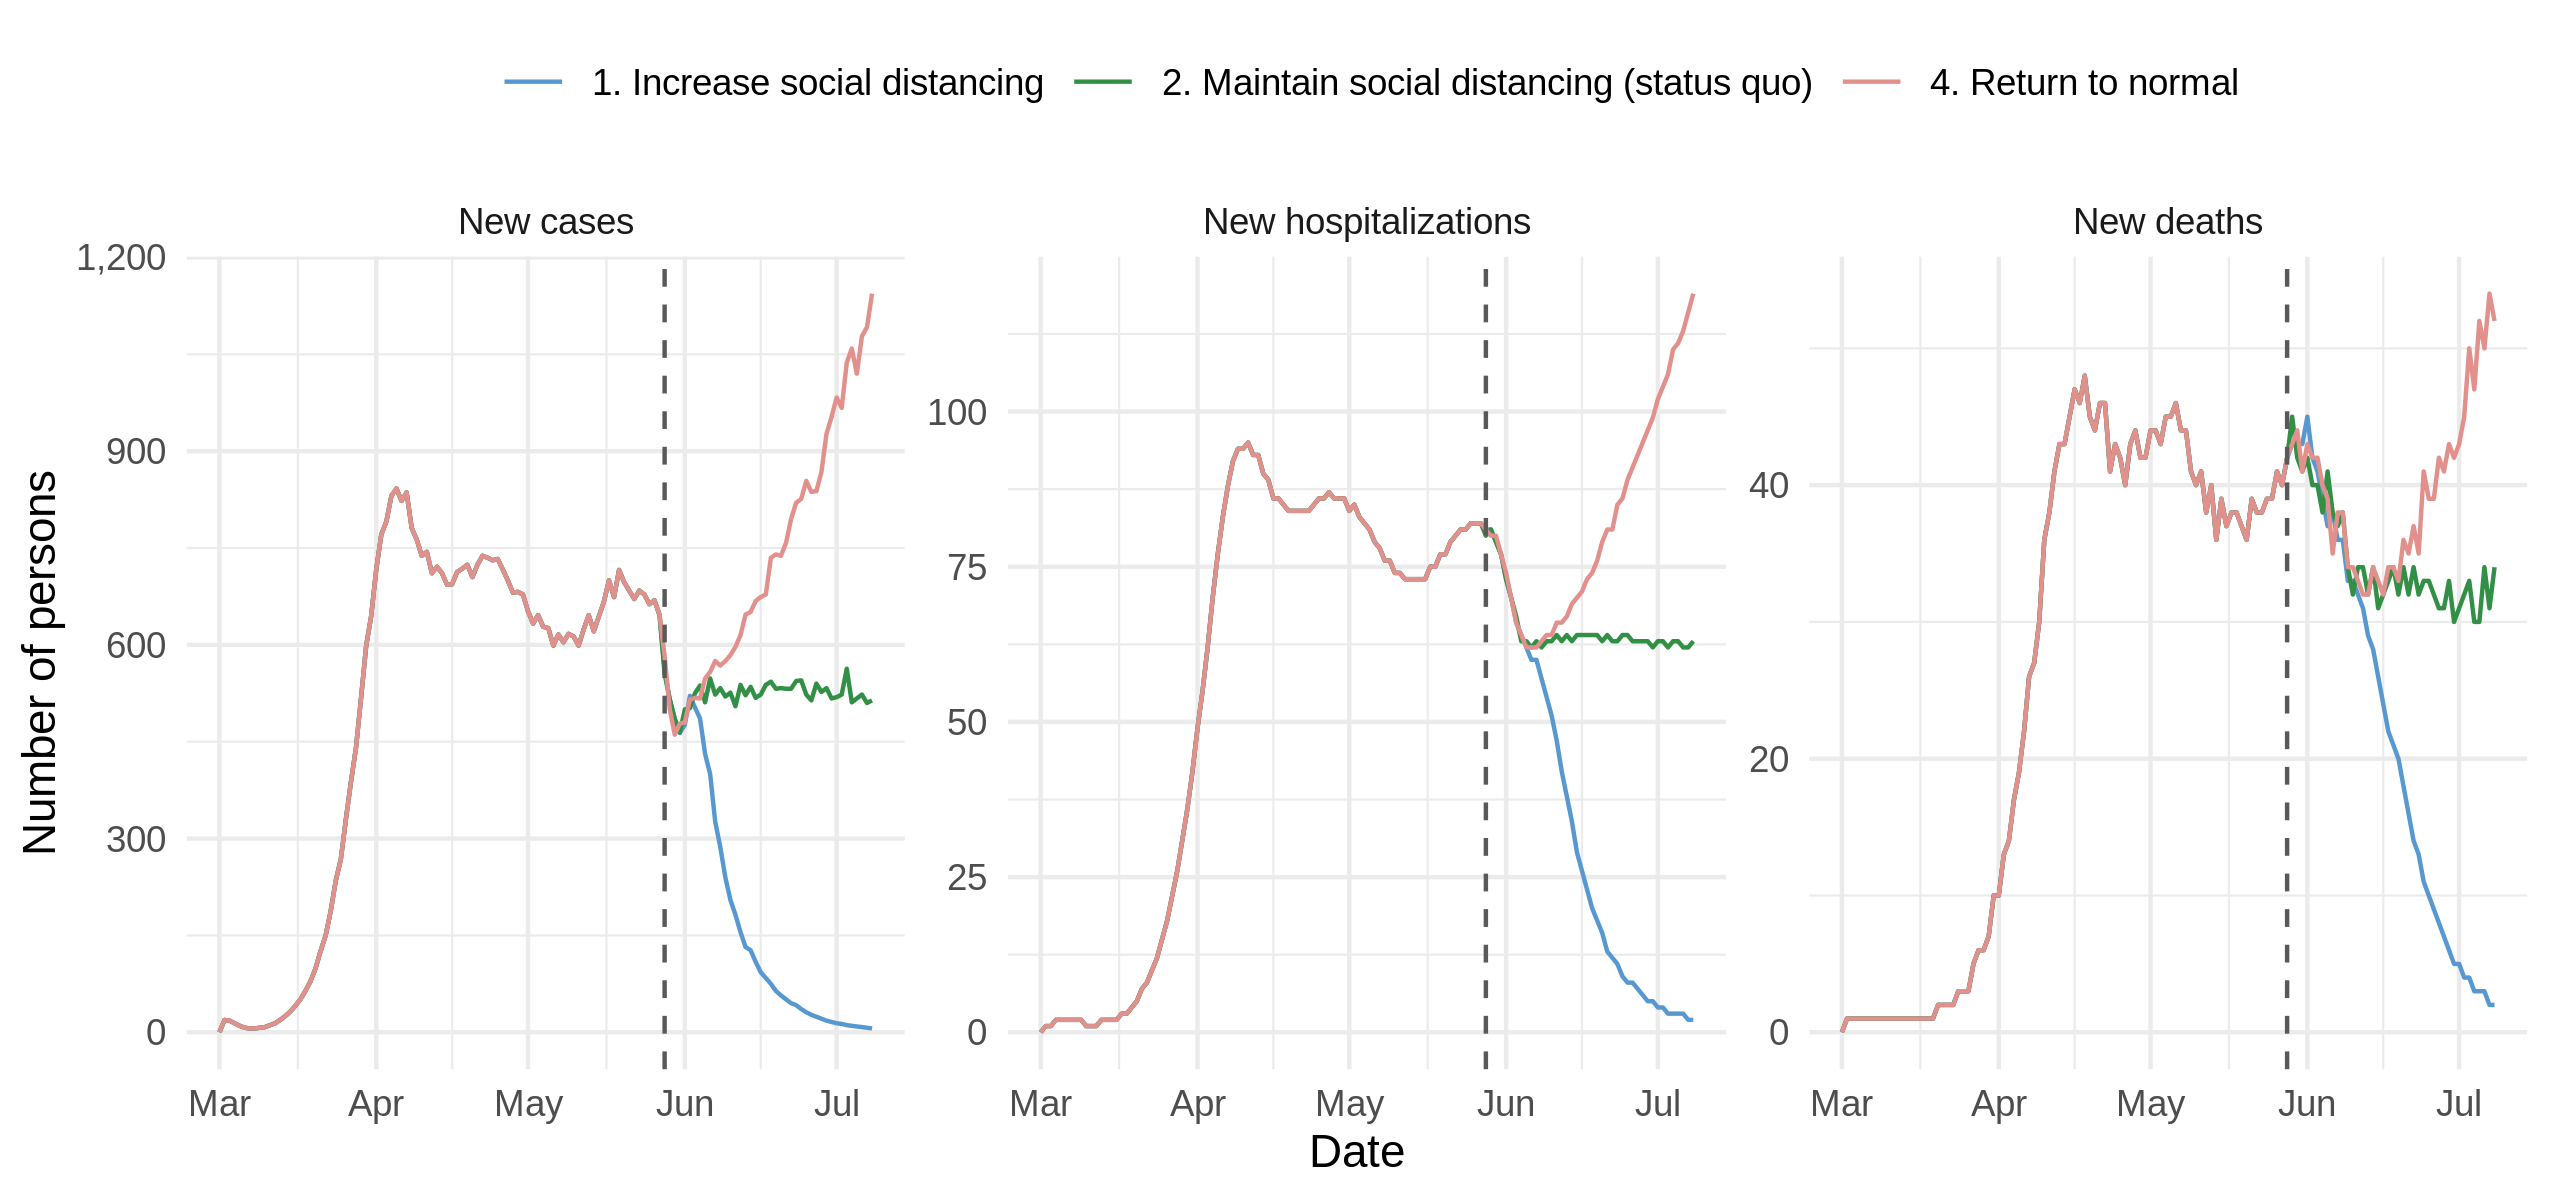 1. Increase social distancing 2. Maintain social distancing (status quo) 4. Return to normal
New cases New hospitalizations New deaths
Number of persons
1,200
900
600
300
0
100
75
50
25
0
40
20
0
Mar Apr May Jun Jul Mar Apr May Jun Jul Mar Apr May Jun Jul
Date